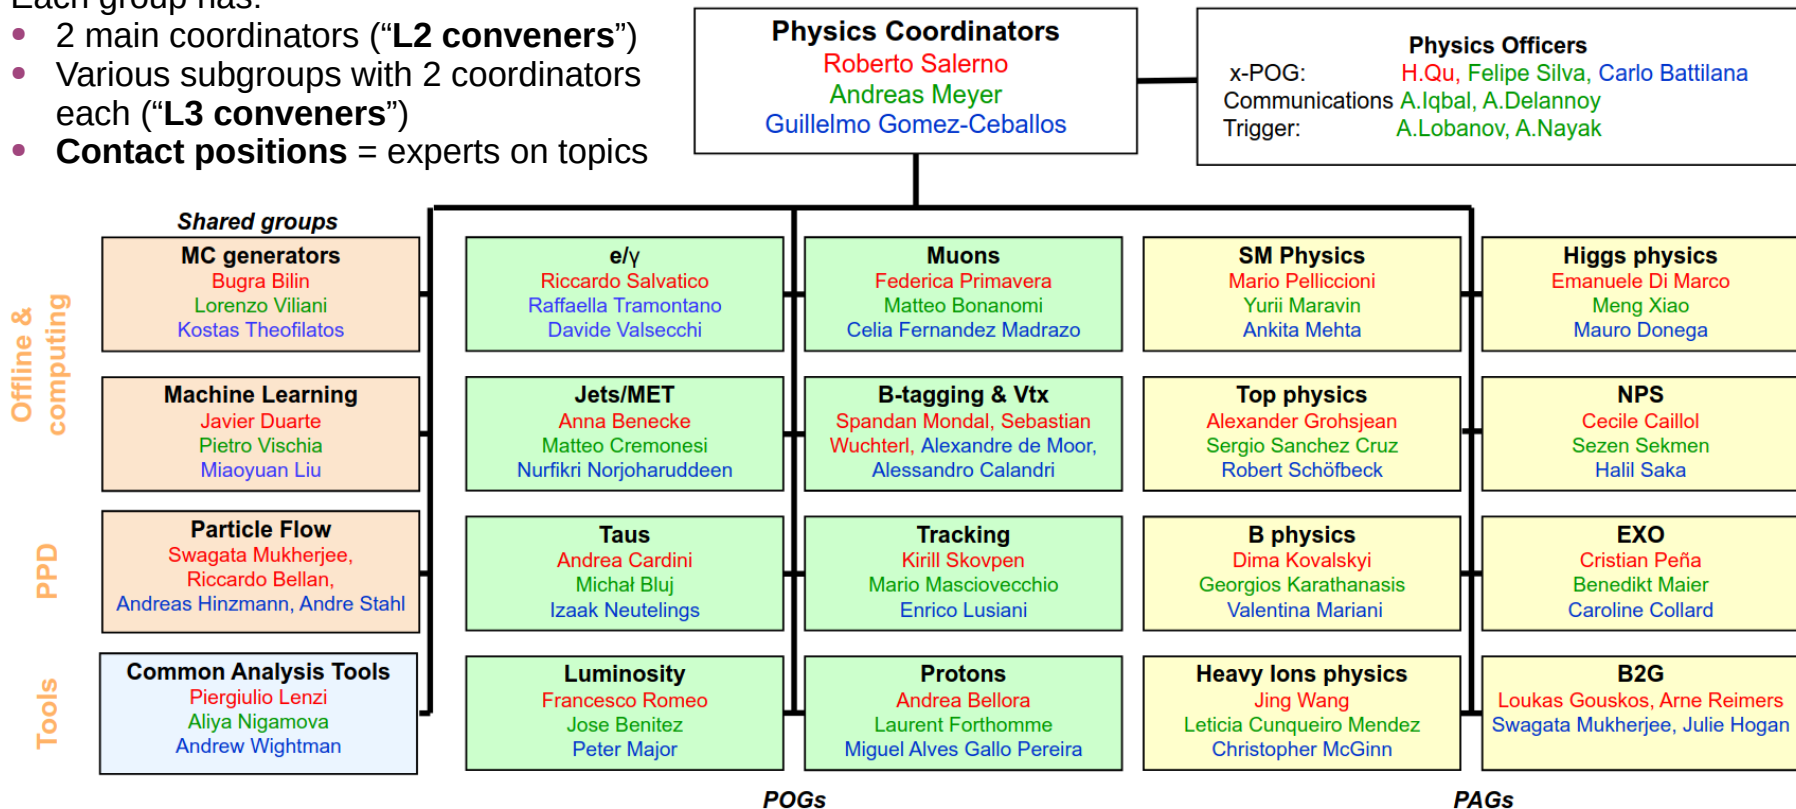 Each group has:
• 2 main coordinators (“L2 conveners”)
• Various subgroups with 2 coordinators
each (“L3 conveners”)
• Contact positions = experts on topics
Physics Coordinators
Roberto Salerno
Andreas Meyer
Guillelmo Gomez-Ceballos
Physics Officers
x-POG: H.Qu, Felipe Silva, Carlo Battilana
Communications A.Iqbal, A.Delannoy
Trigger: A.Lobanov, A.Nayak
Shared groups
Offline &
computing
PPD
Tools
MC generators
Bugra Bilin
Lorenzo Viliani
Kostas Theofilatos
Machine Learning
Javier Duarte
Pietro Vischia
Miaoyuan Liu
Particle Flow
Swagata Mukherjee,
Riccardo Bellan,
Andreas Hinzmann, Andre Stahl
Common Analysis Tools
Piergiulio Lenzi
Aliya Nigamova
Andrew Wightman
e/γ
Riccardo Salvatico
Raffaella Tramontano
Davide Valsecchi
Muons
Federica Primavera
Matteo Bonanomi
Celia Fernandez Madrazo
Jets/MET
Anna Benecke
Matteo Cremonesi
Nurfikri Norjoharuddeen
B-tagging & Vtx
Spandan Mondal, Sebastian
Wuchterl, Alexandre de Moor,
Alessandro Calandri
Taus
Andrea Cardini
Michał Bluj
Izaak Neutelings
Tracking
Kirill Skovpen
Mario Masciovecchio
Enrico Lusiani
Luminosity
Francesco Romeo
Jose Benitez
Peter Major
Protons
Andrea Bellora
Laurent Forthomme
Miguel Alves Gallo Pereira
POGs
SM Physics
Mario Pelliccioni
Yurii Maravin
Ankita Mehta
Higgs physics
Emanuele Di Marco
Meng Xiao
Mauro Donega
Top physics
Alexander Grohsjean
Sergio Sanchez Cruz
Robert Schöfbeck
NPS
Cecile Caillol
Sezen Sekmen
Halil Saka
B physics
Dima Kovalskyi
Georgios Karathanasis
Valentina Mariani
EXO
Cristian Peña
Benedikt Maier
Caroline Collard
Heavy Ions physics
Jing Wang
Leticia Cunqueiro Mendez
Christopher McGinn
B2G
Loukas Gouskos, Arne Reimers
Swagata Mukherjee, Julie Hogan
PAGs